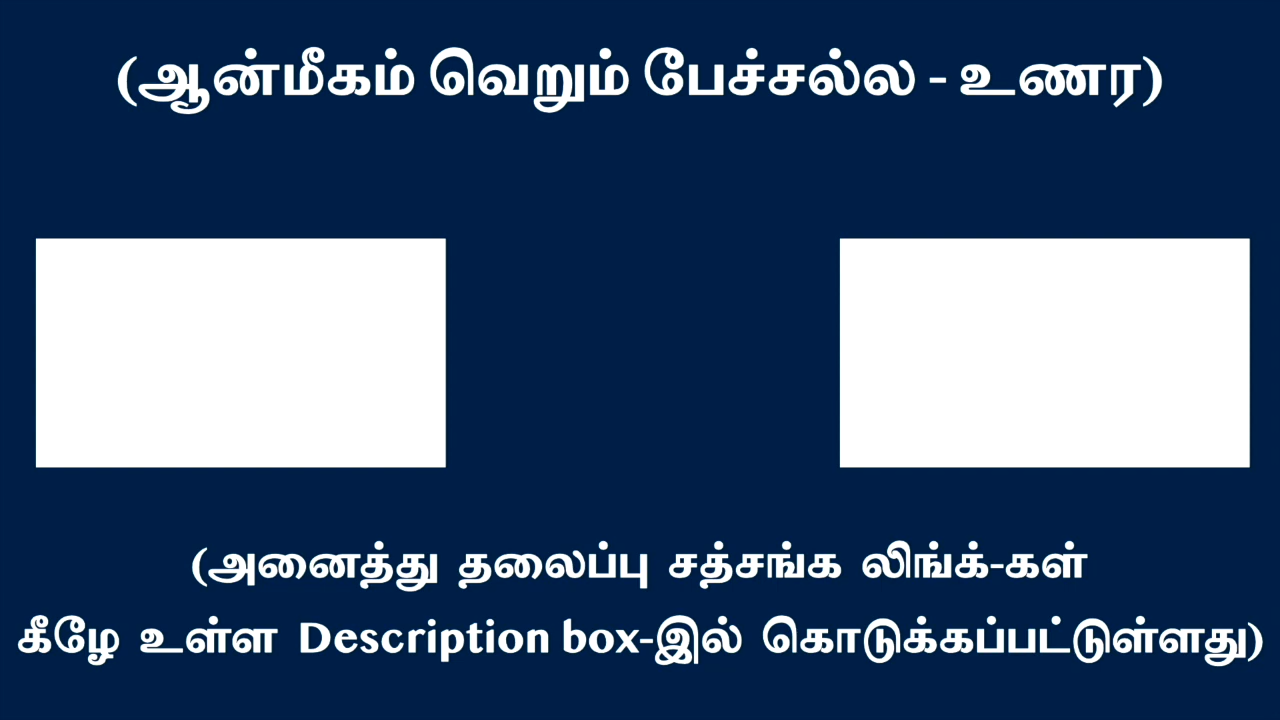 (ஆன்மீகம் வெறும் பேச்சல்ல - உணர)
(அனைத்து தலைப்பு சத்சங்க லிங்க்-கள்
கீழே உள்ள Description box-இல் கொடுக்கப்பட்டுள்ளது)